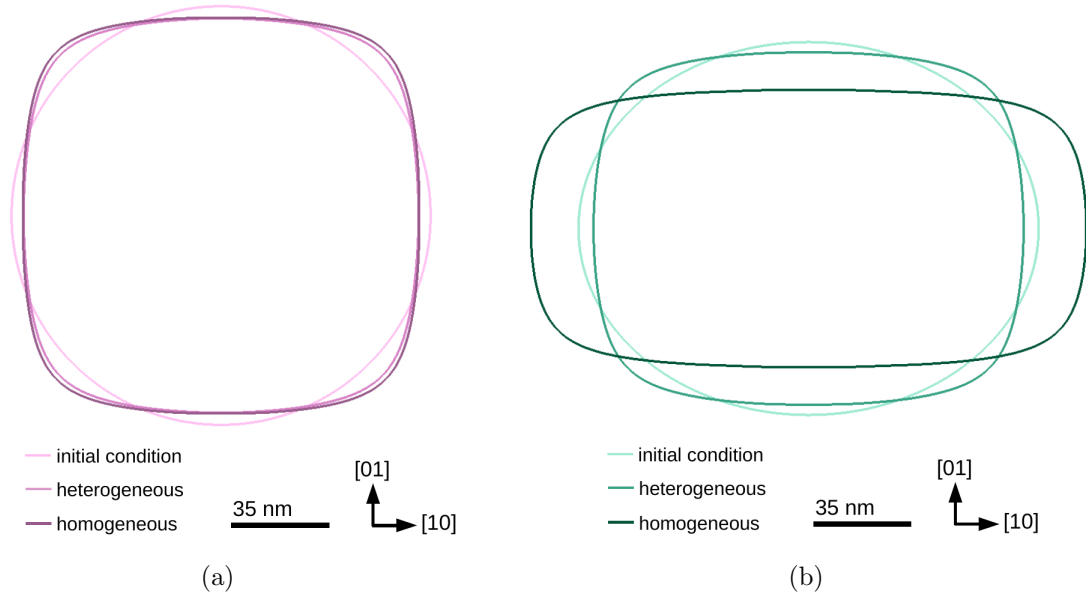 initial condition
heterogeneous
homogeneous
35 nm
[01]
[10]
(a)
initial condition
heterogeneous
homogeneous
35 nm
[01]
[10]
(b)